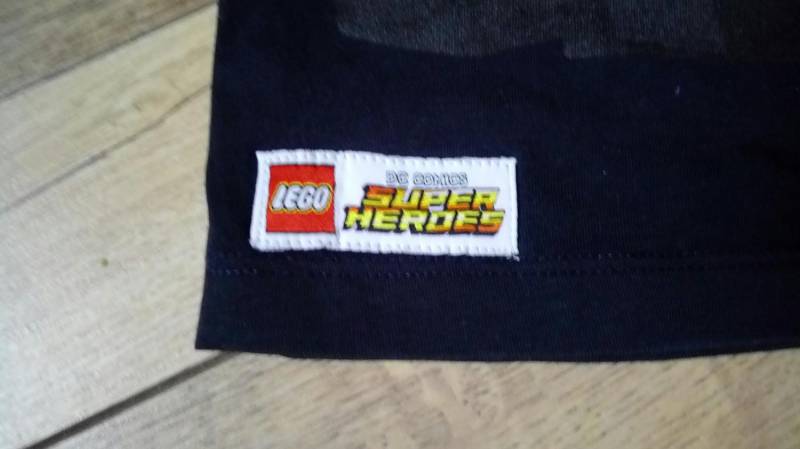 LEGO
DC COMICS
SUPER
HEROES